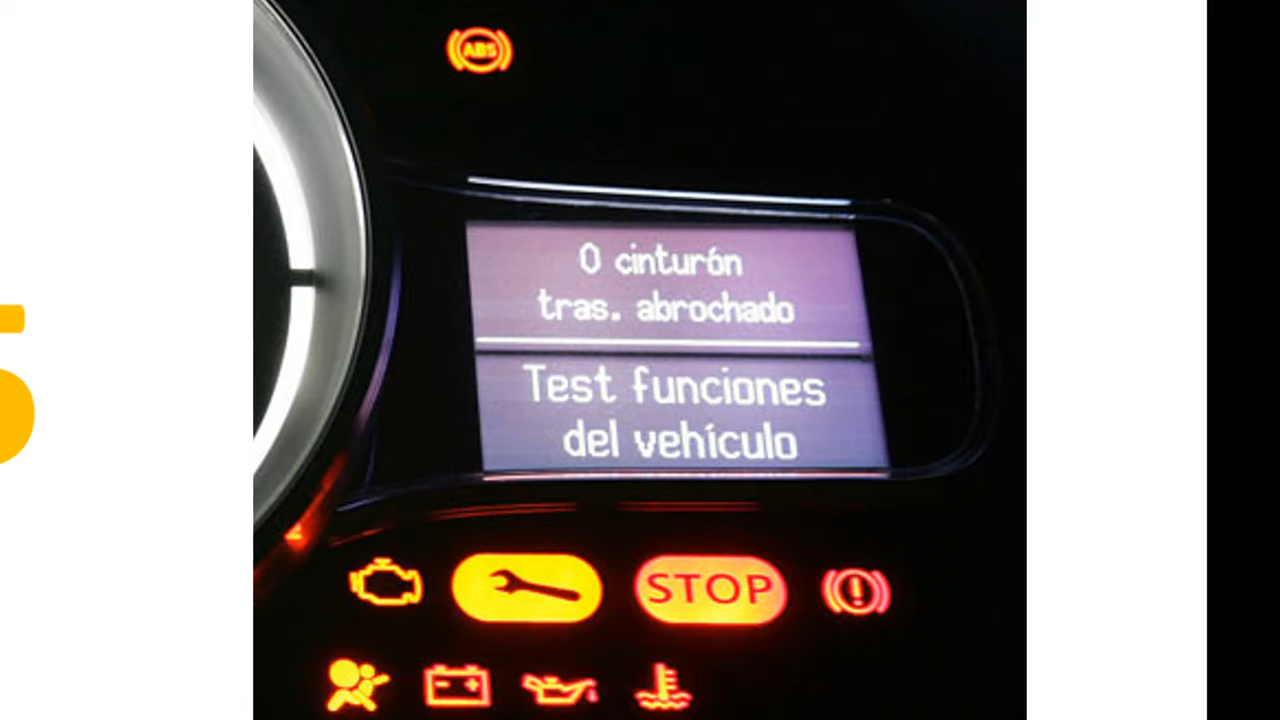 ABS
0 cinturón
tras. abrochado
Test funciones
del vehículo
STOP